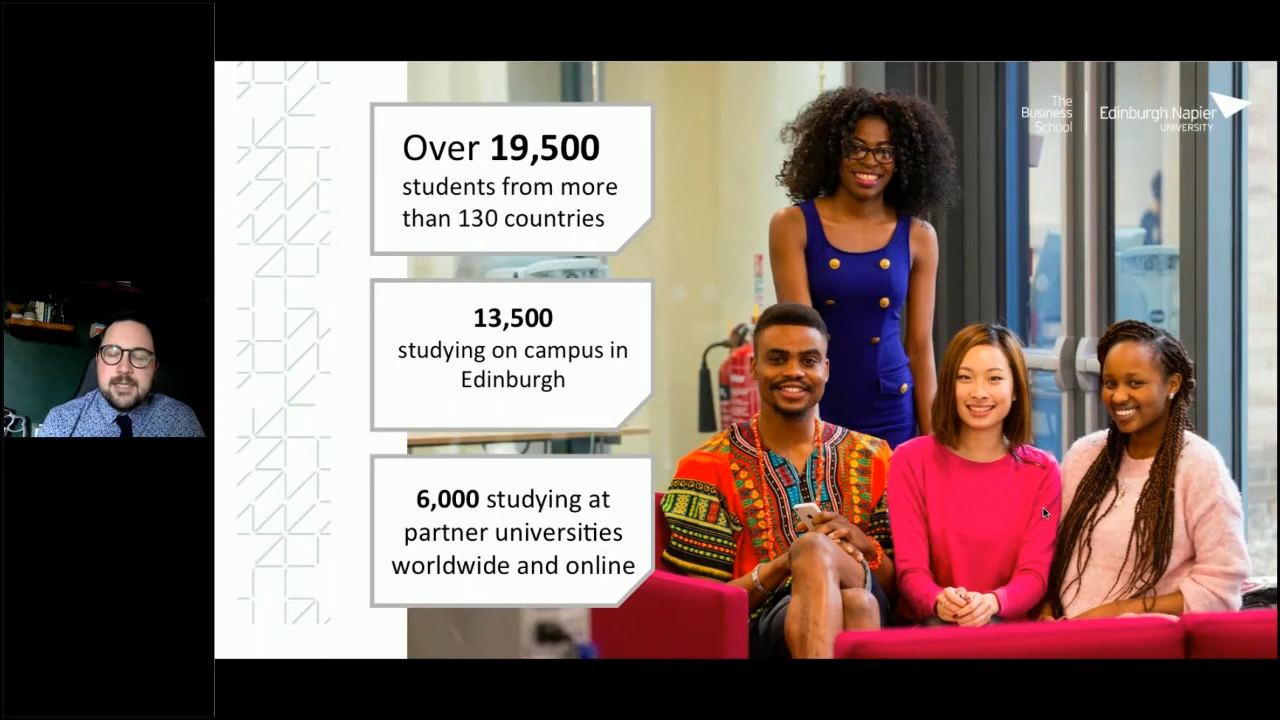 Over 19,500
students from more
than 130 countries
13,500
studying on campus in
Edinburgh
6,000 studying at
partner universities
worldwide and online
The
Business
School
Edinburgh Napier
UNIVERSITY